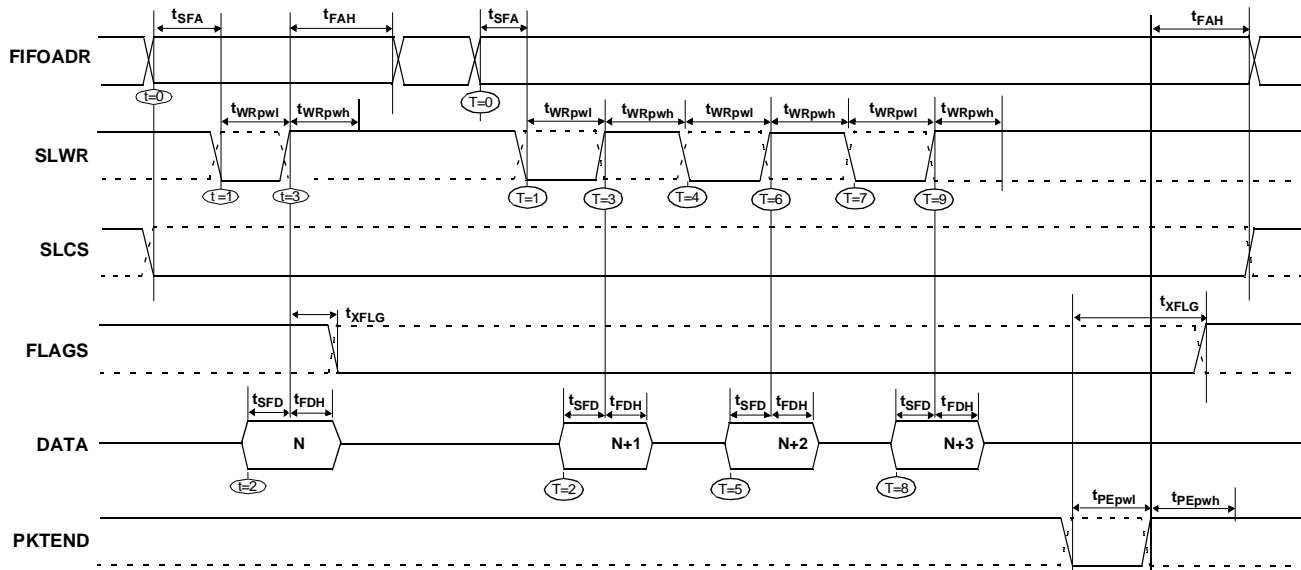 tSFA tFAH tSFA tFAH
FIFOADR
t=0 T=0
tWRpwl tWRpwh tWRpwl tWRpwh tWRpwl tWRpwh tWRpwl tWRpwh
SLWR
t=1 t=3 T=1 T=3 T=4 T=6 T=7 T=9
SLCS
tXFLG tXFLG
FLAGS
tSFD tFDH tSFD tFDH tSFD tFDH tSFD tFDH
DATA N N+1 N+2 N+3
t=2 T=2 T=5 T=8
tPEpwl tPEpwh
PKTEND